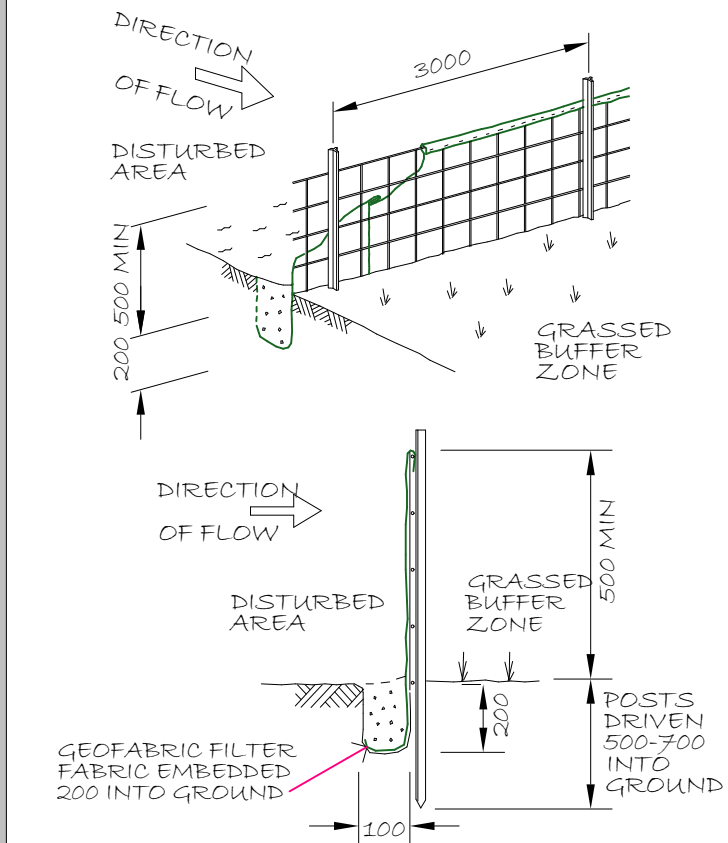 DIRECTION
OF FLOW
3000
DISTURBED
AREA
500 MIN
200
GRASSED
BUFFER
ZONE
DIRECTION
OF FLOW
500 MIN
DISTURBED
AREA
GRASSED
BUFFER
ZONE
200
POSTS
DRIVEN
500-700
INTO
GROUND
GEOFABRIC FILTER
FABRIC EMBEDDED
200 INTO GROUND
100